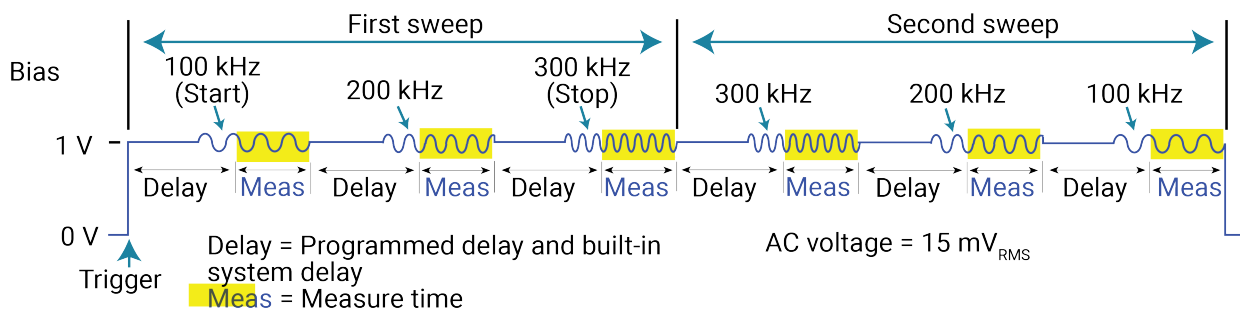 First sweep
Second sweep
Bias
100 kHz
(Start)
200 kHz
300 kHz
(Stop)
300 kHz
200 kHz
100 kHz
1 V
Delay
Meas
Delay
Meas
Delay
Meas
Delay
Meas
Delay
Meas
Delay
Meas
0 V
Trigger
Delay = Programmed delay and built-in
system delay
Meas = Measure time
AC voltage = 15 mVRMS